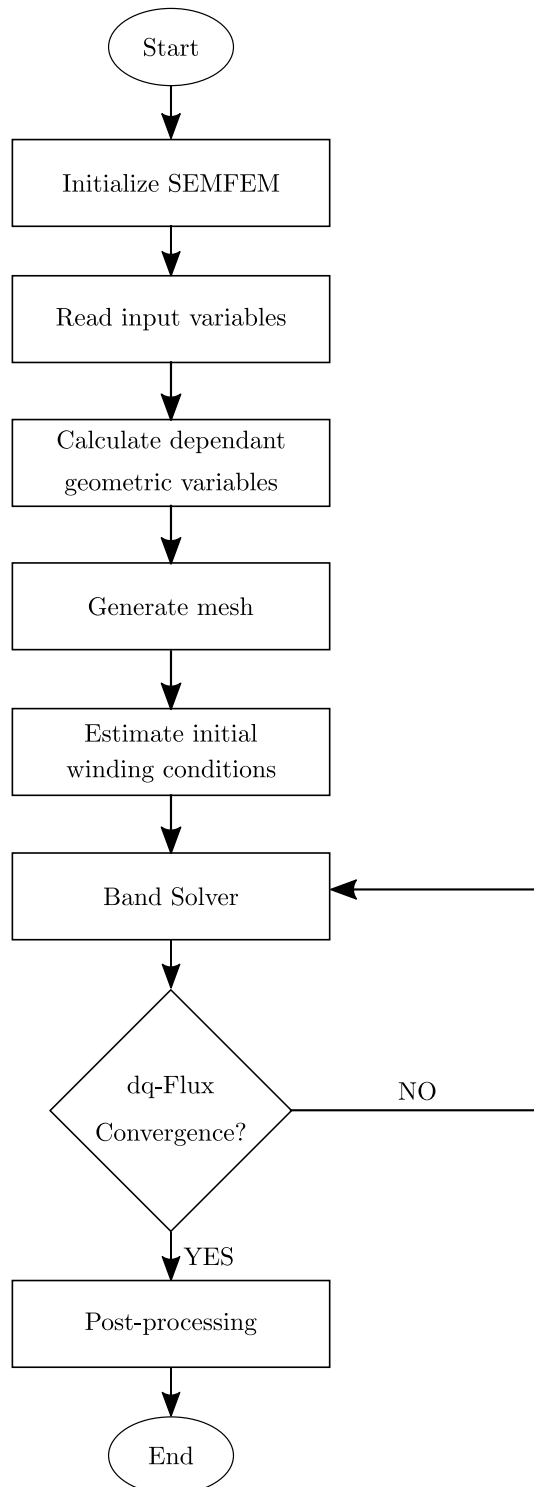 Start
Initialize SEMFEM
Read input variables
Calculate dependant
geometric variables
Generate mesh
Estimate initial
winding conditions
Band Solver
dq-Flux
Convergence?
NO
YES
Post-processing
End